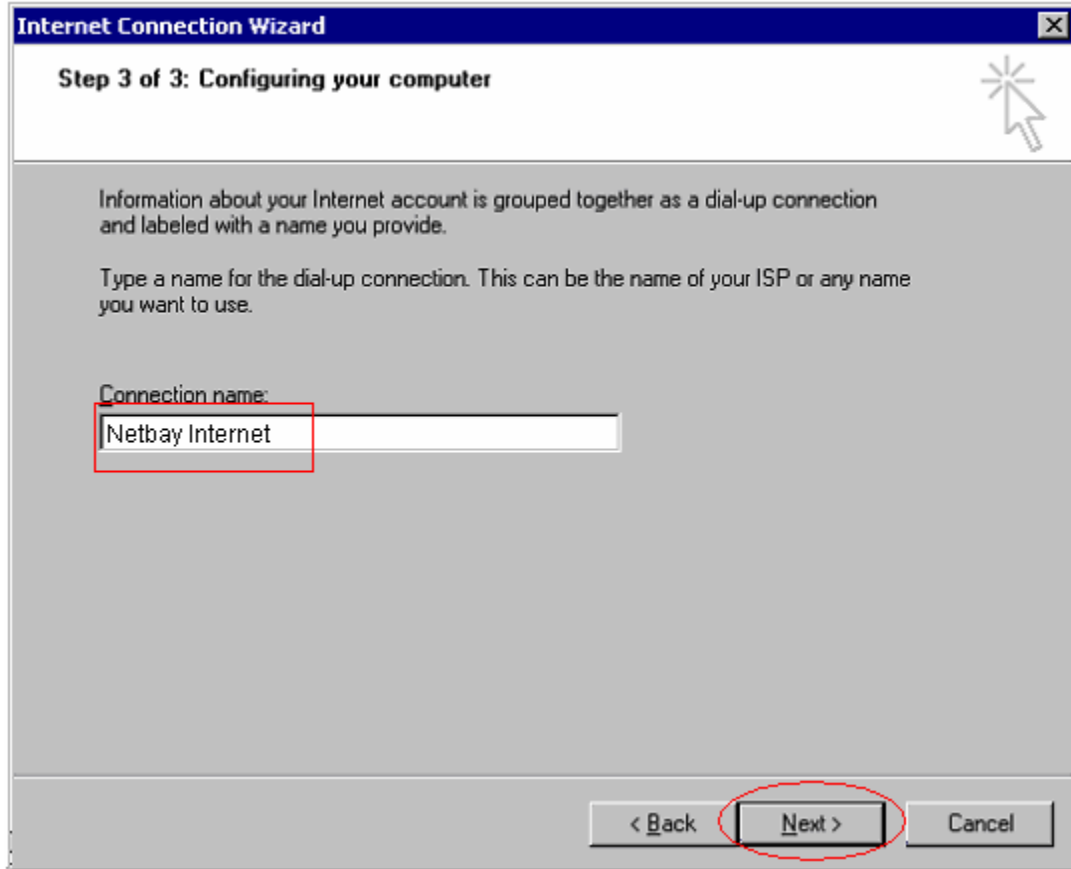 Internet Connection Wizard
Step 3 of 3: Configuring your computer
Information about your Internet account is grouped together as a dial-up connection
and labeled with a name you provide.
Type a name for the dial-up connection. This can be the name of your ISP or any name
you want to use.
Connection name:
Netbay Internet
< Back Next > Cancel